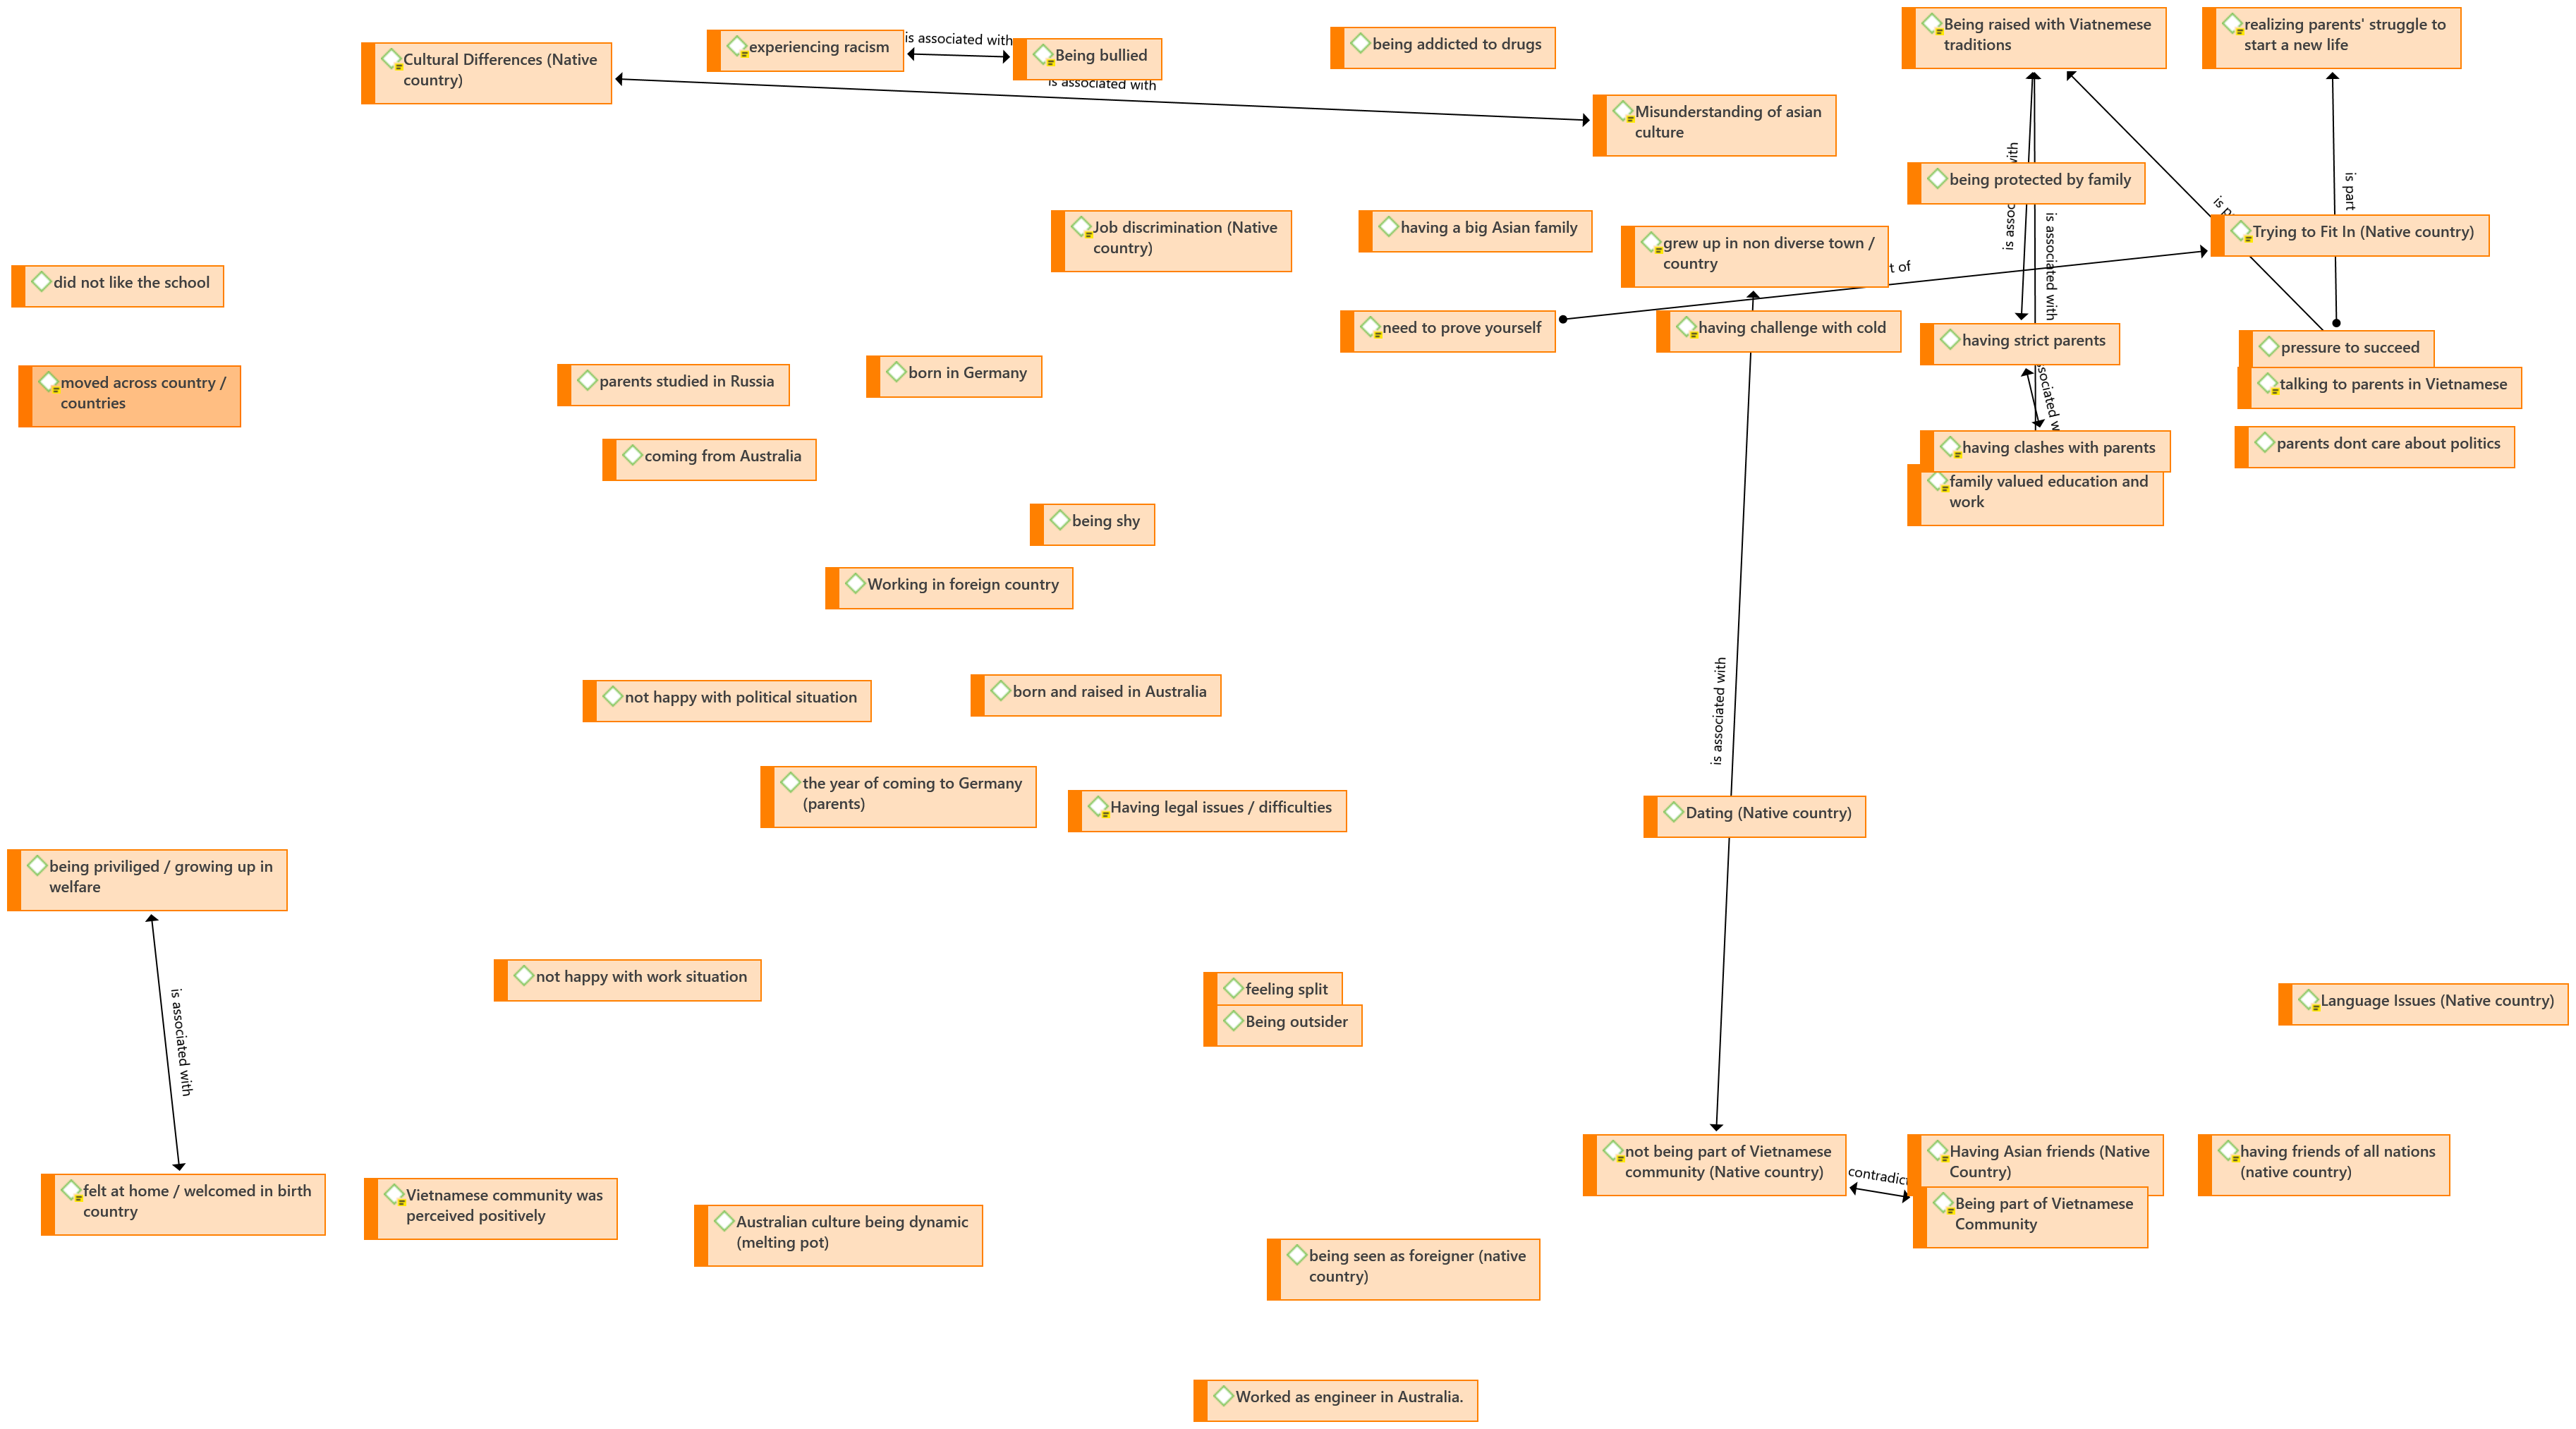 Cultural Differences (Native
country)
experiencing racism
is associated with
Being bullied
is associated with
being addicted to drugs
Misunderstanding of asian
culture
Being raised with Viatnemese
traditions
realizing parents' struggle to
start a new life
being protected by family
is associated with
is part
Trying to Fit In (Native country)
Job discrimination (Native
country)
having a big Asian family
grew up in non diverse town /
country
t of
did not like the school
need to prove yourself
having challenge with cold
having strict parents
pressure to succeed
talking to parents in Vietnamese
moved across country /
countries
parents studied in Russia
born in Germany
coming from Australia
having clashes with parents
family valued education and
work
parents dont care about politics
being shy
Working in foreign country
not happy with political situation
born and raised in Australia
is associated with
the year of coming to Germany
(parents)
Having legal issues / difficulties
Dating (Native country)
being priviliged / growing up in
welfare
is associated with
not happy with work situation
feeling split
Being outsider
Language Issues (Native country)
not being part of Vietnamese
community (Native country)
contradic
Having Asian friends (Native
Country)
Being part of Vietnamese
Community
having friends of all nations
(native country)
felt at home / welcomed in birth
country
Vietnamese community was
perceived positively
Australian culture being dynamic
(melting pot)
being seen as foreigner (native
country)
Worked as engineer in Australia.